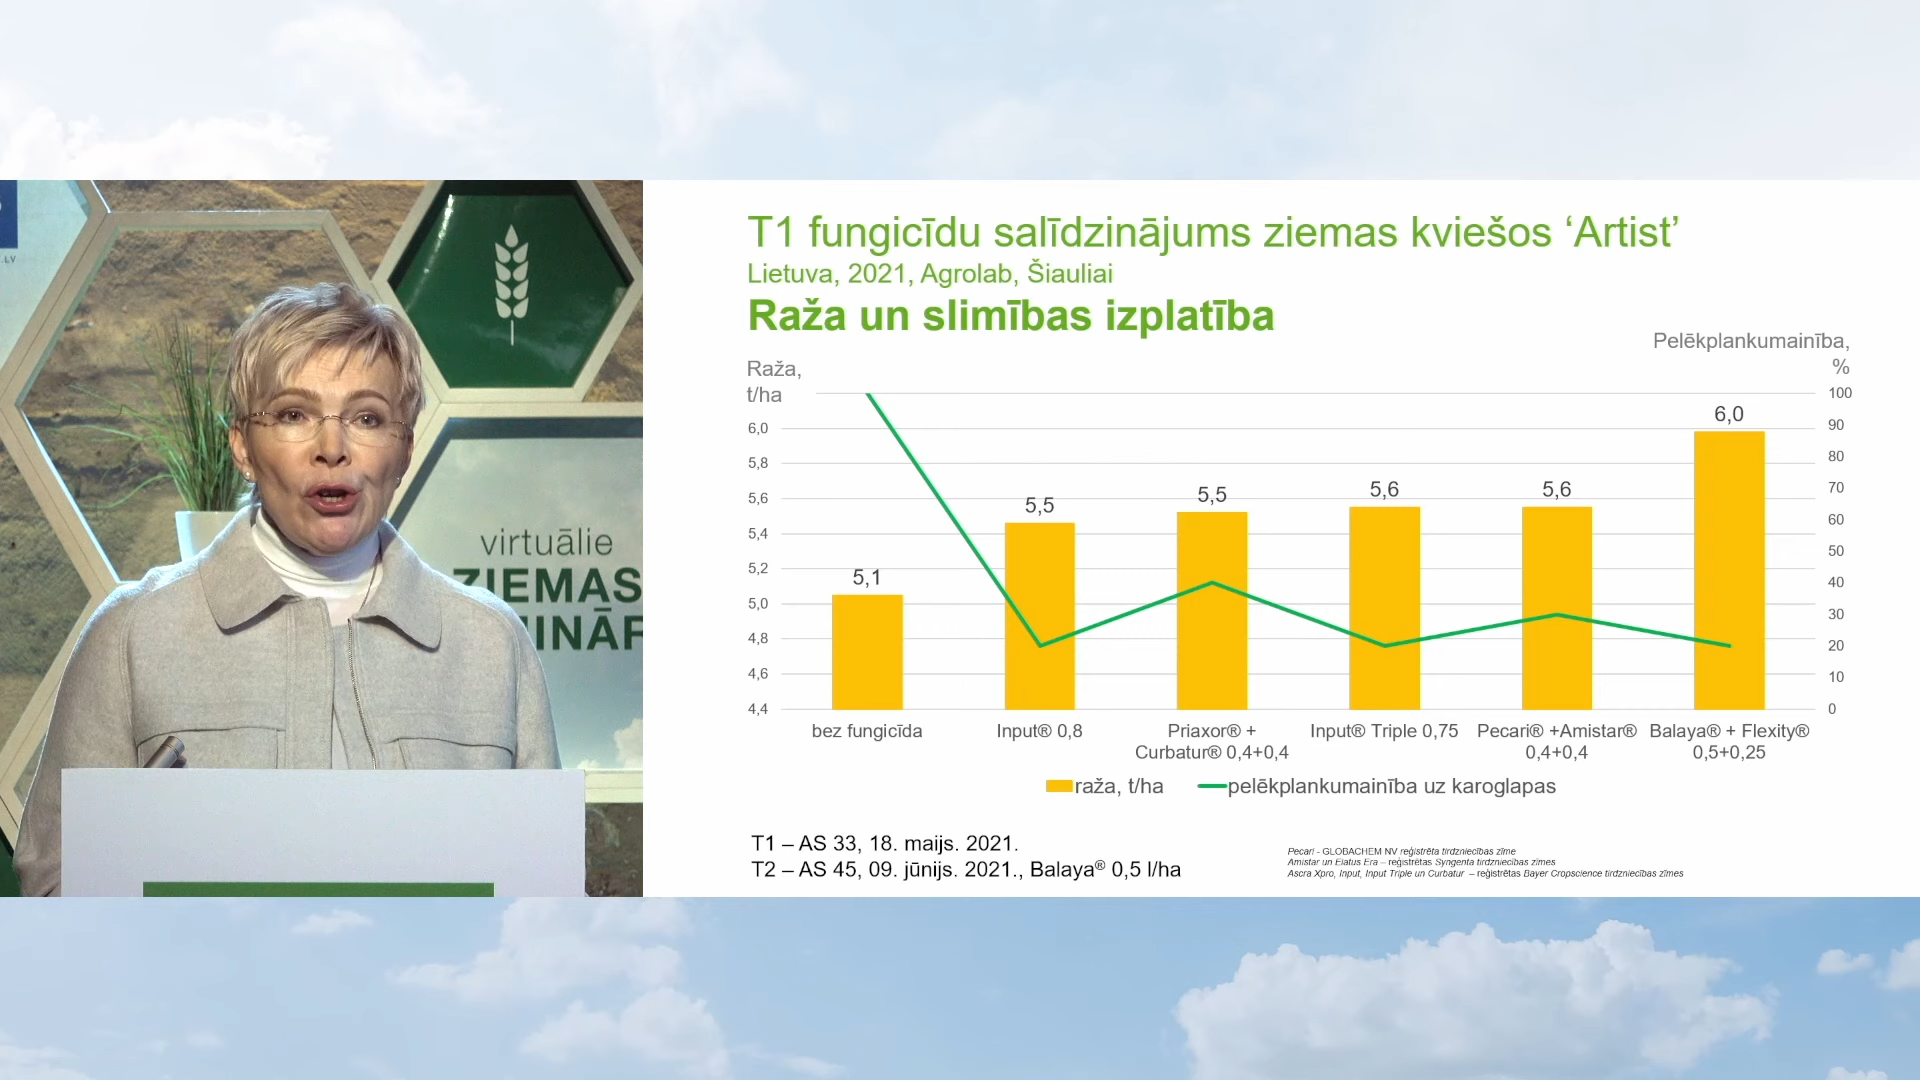 .LV
virtuālie
ZIEMAS
T1 fungicīdu salīdzinājums ziemas kviešos ‘Artist’
Lietuva, 2021, Agrolab, Šiauliai
Raža un slimības izplatība
Raža,
t/ha
Pelēkplankumainība,
%
6,0
5,8
5,6
5,4
5,2
5,0
4,8
4,6
4,4
100
90
80
70
60
50
40
30
20
10
0
5,1
5,5
5,5
5,6
5,6
6,0
bez fungicīda
Input® 0,8
Priaxor® +
Curbatur® 0,4+0,4
Input® Triple 0,75
Pecari® +Amistar®
0,4+0,4
Balaya® + Flexity®
0,5+0,25
raža, t/ha
pelēkplankumainība uz karoglapas
T1 – AS 33, 18. maijs. 2021.
T2 – AS 45, 09. jūnijs. 2021., Balaya® 0,5 l/ha
Pecari - GLOBACHEM NV reģistrēta tirdzniecības zīme
Amistar un Elatus Era – reģistrētas Syngenta tirdzniecības zīmes
Ascra Xpro, Input, Input Triple un Curbatur – reģistrētas Bayer Cropscience tirdzniecības zīmes